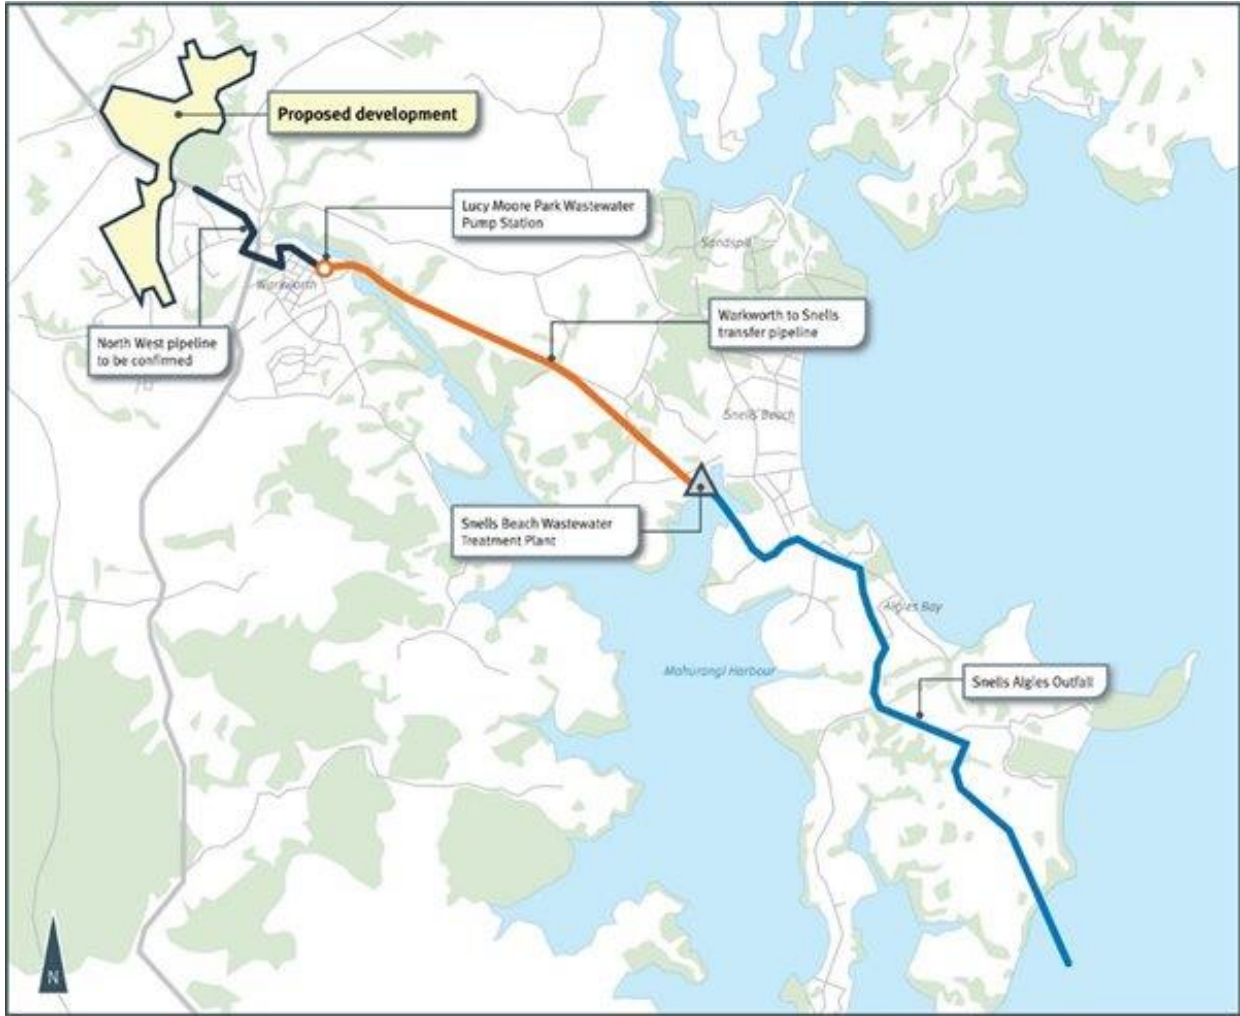 Proposed development
Lucy Moore Park Wastewater
Pump Station
Sandspit
Warkworth
Warkworth to Snells
transfer pipeline
North West pipeline
to be confirmed
Snells Beach
Snells Beach Wastewater
Treatment Plant
Algies Bay
Mahurangi Harbour
Snells Algies Outfall
N